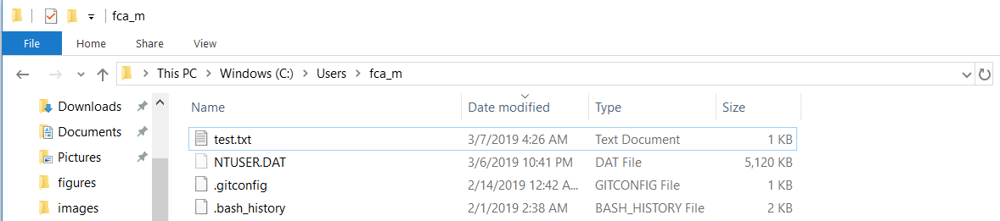 fca_m
File Home Share View
This PC Windows (C:) Users fca_m
Downloads
Documents
Pictures
figures
images
Name Date modified Type Size
test.txt 3/7/2019 4:26 AM Text Document 1 KB
NTUSER.DAT 3/6/2019 10:41 PM DAT File 5,120 KB
.gitconfig 2/14/2019 12:42 A... GITCONFIG File 1 KB
.bash_history 2/1/2019 2:38 AM BASH_HISTORY File 2 KB